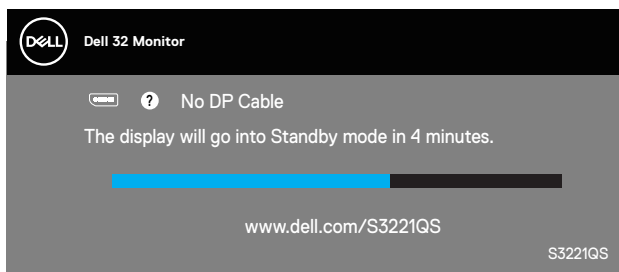 DELL
Dell 32 Monitor
? No DP Cable
The display will go into Standby mode in 4 minutes.
www.dell.com/S3221QS
S3221QS